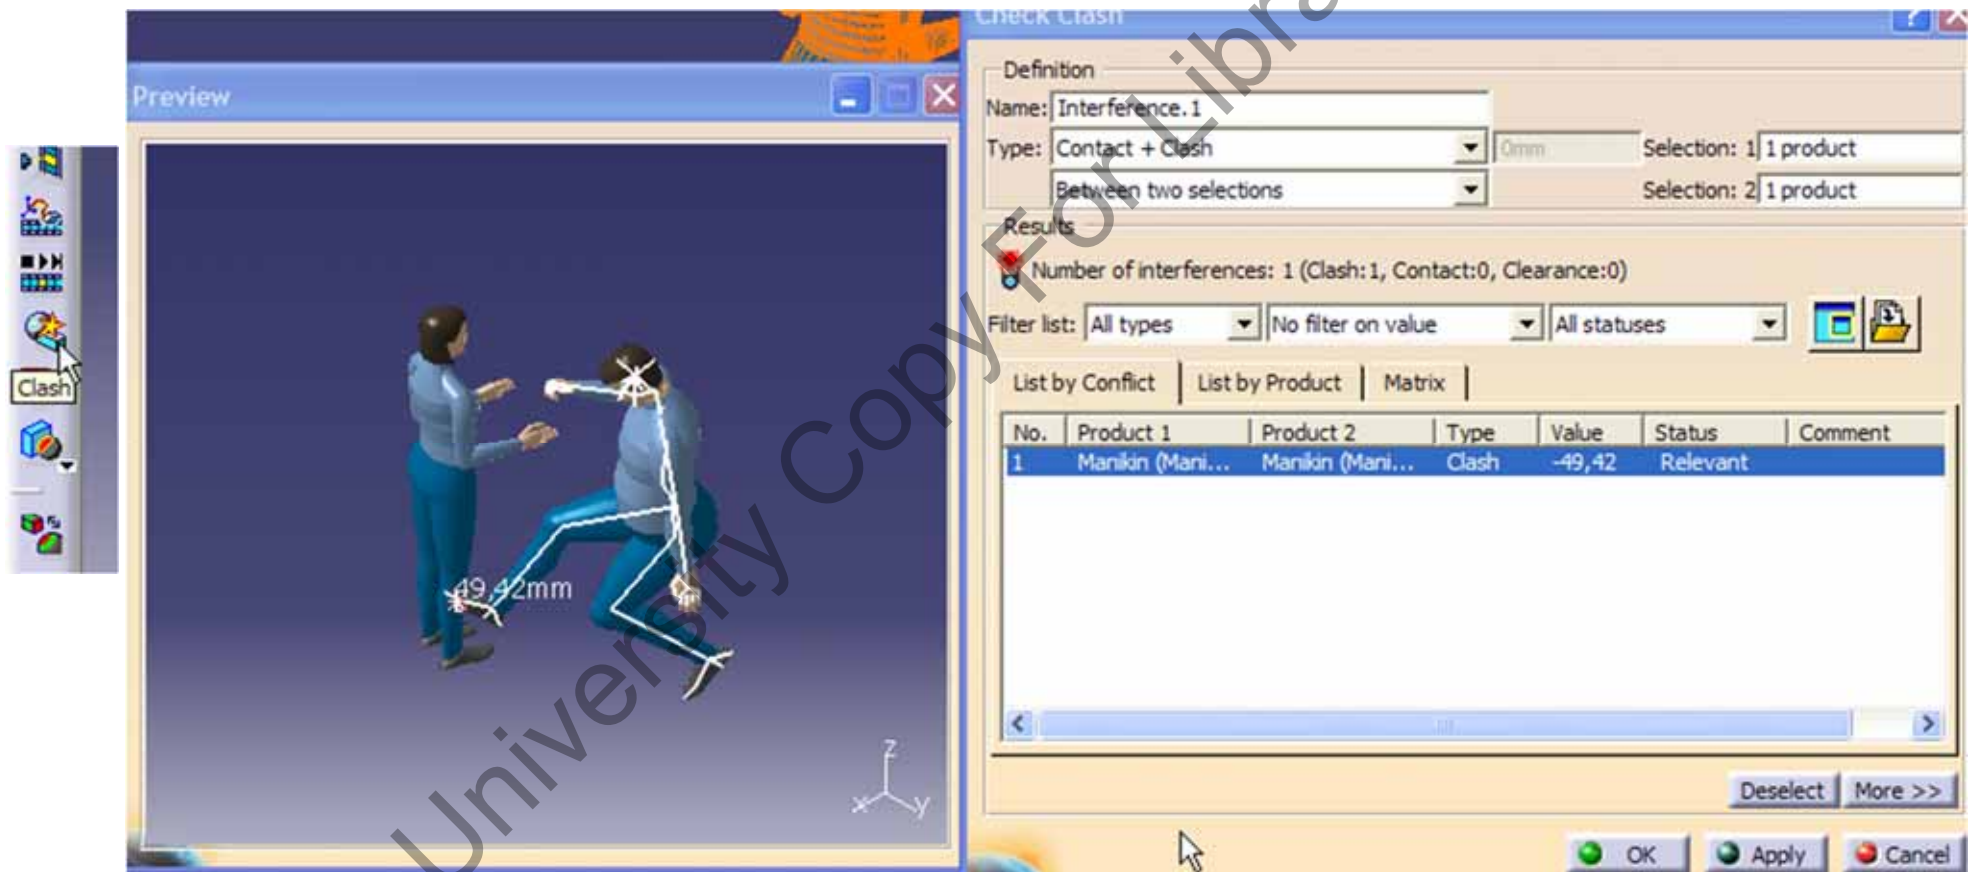 Clash
Preview
49,42mm
z
x
y
Check Clash
Definition
Name: Interference.1
Type: Contact + Clash 0mm Selection: 1 1 product
Between two selections Selection: 2 1 product
Results
Number of interferences: 1 (Clash:1, Contact:0, Clearance:0)
Filter list: All types No filter on value All statuses
List by Conflict List by Product Matrix
No. Product 1 Product 2 Type Value Status Comment
1 Manikin (Mani... Manikin (Mani... Clash -49,42 Relevant
Deselect More >>
OK Apply Cancel
University Copy For Libra